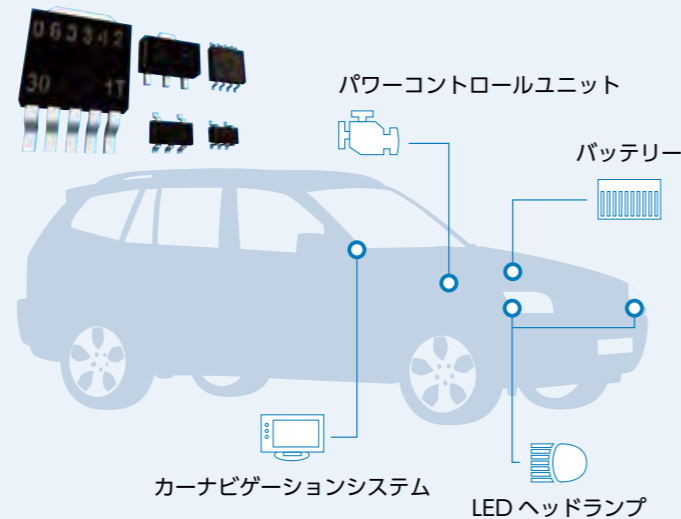 063342
30 1T
パワーコントロールユニット
バッテリー
カーナビゲーションシステム
LED ヘッドランプ